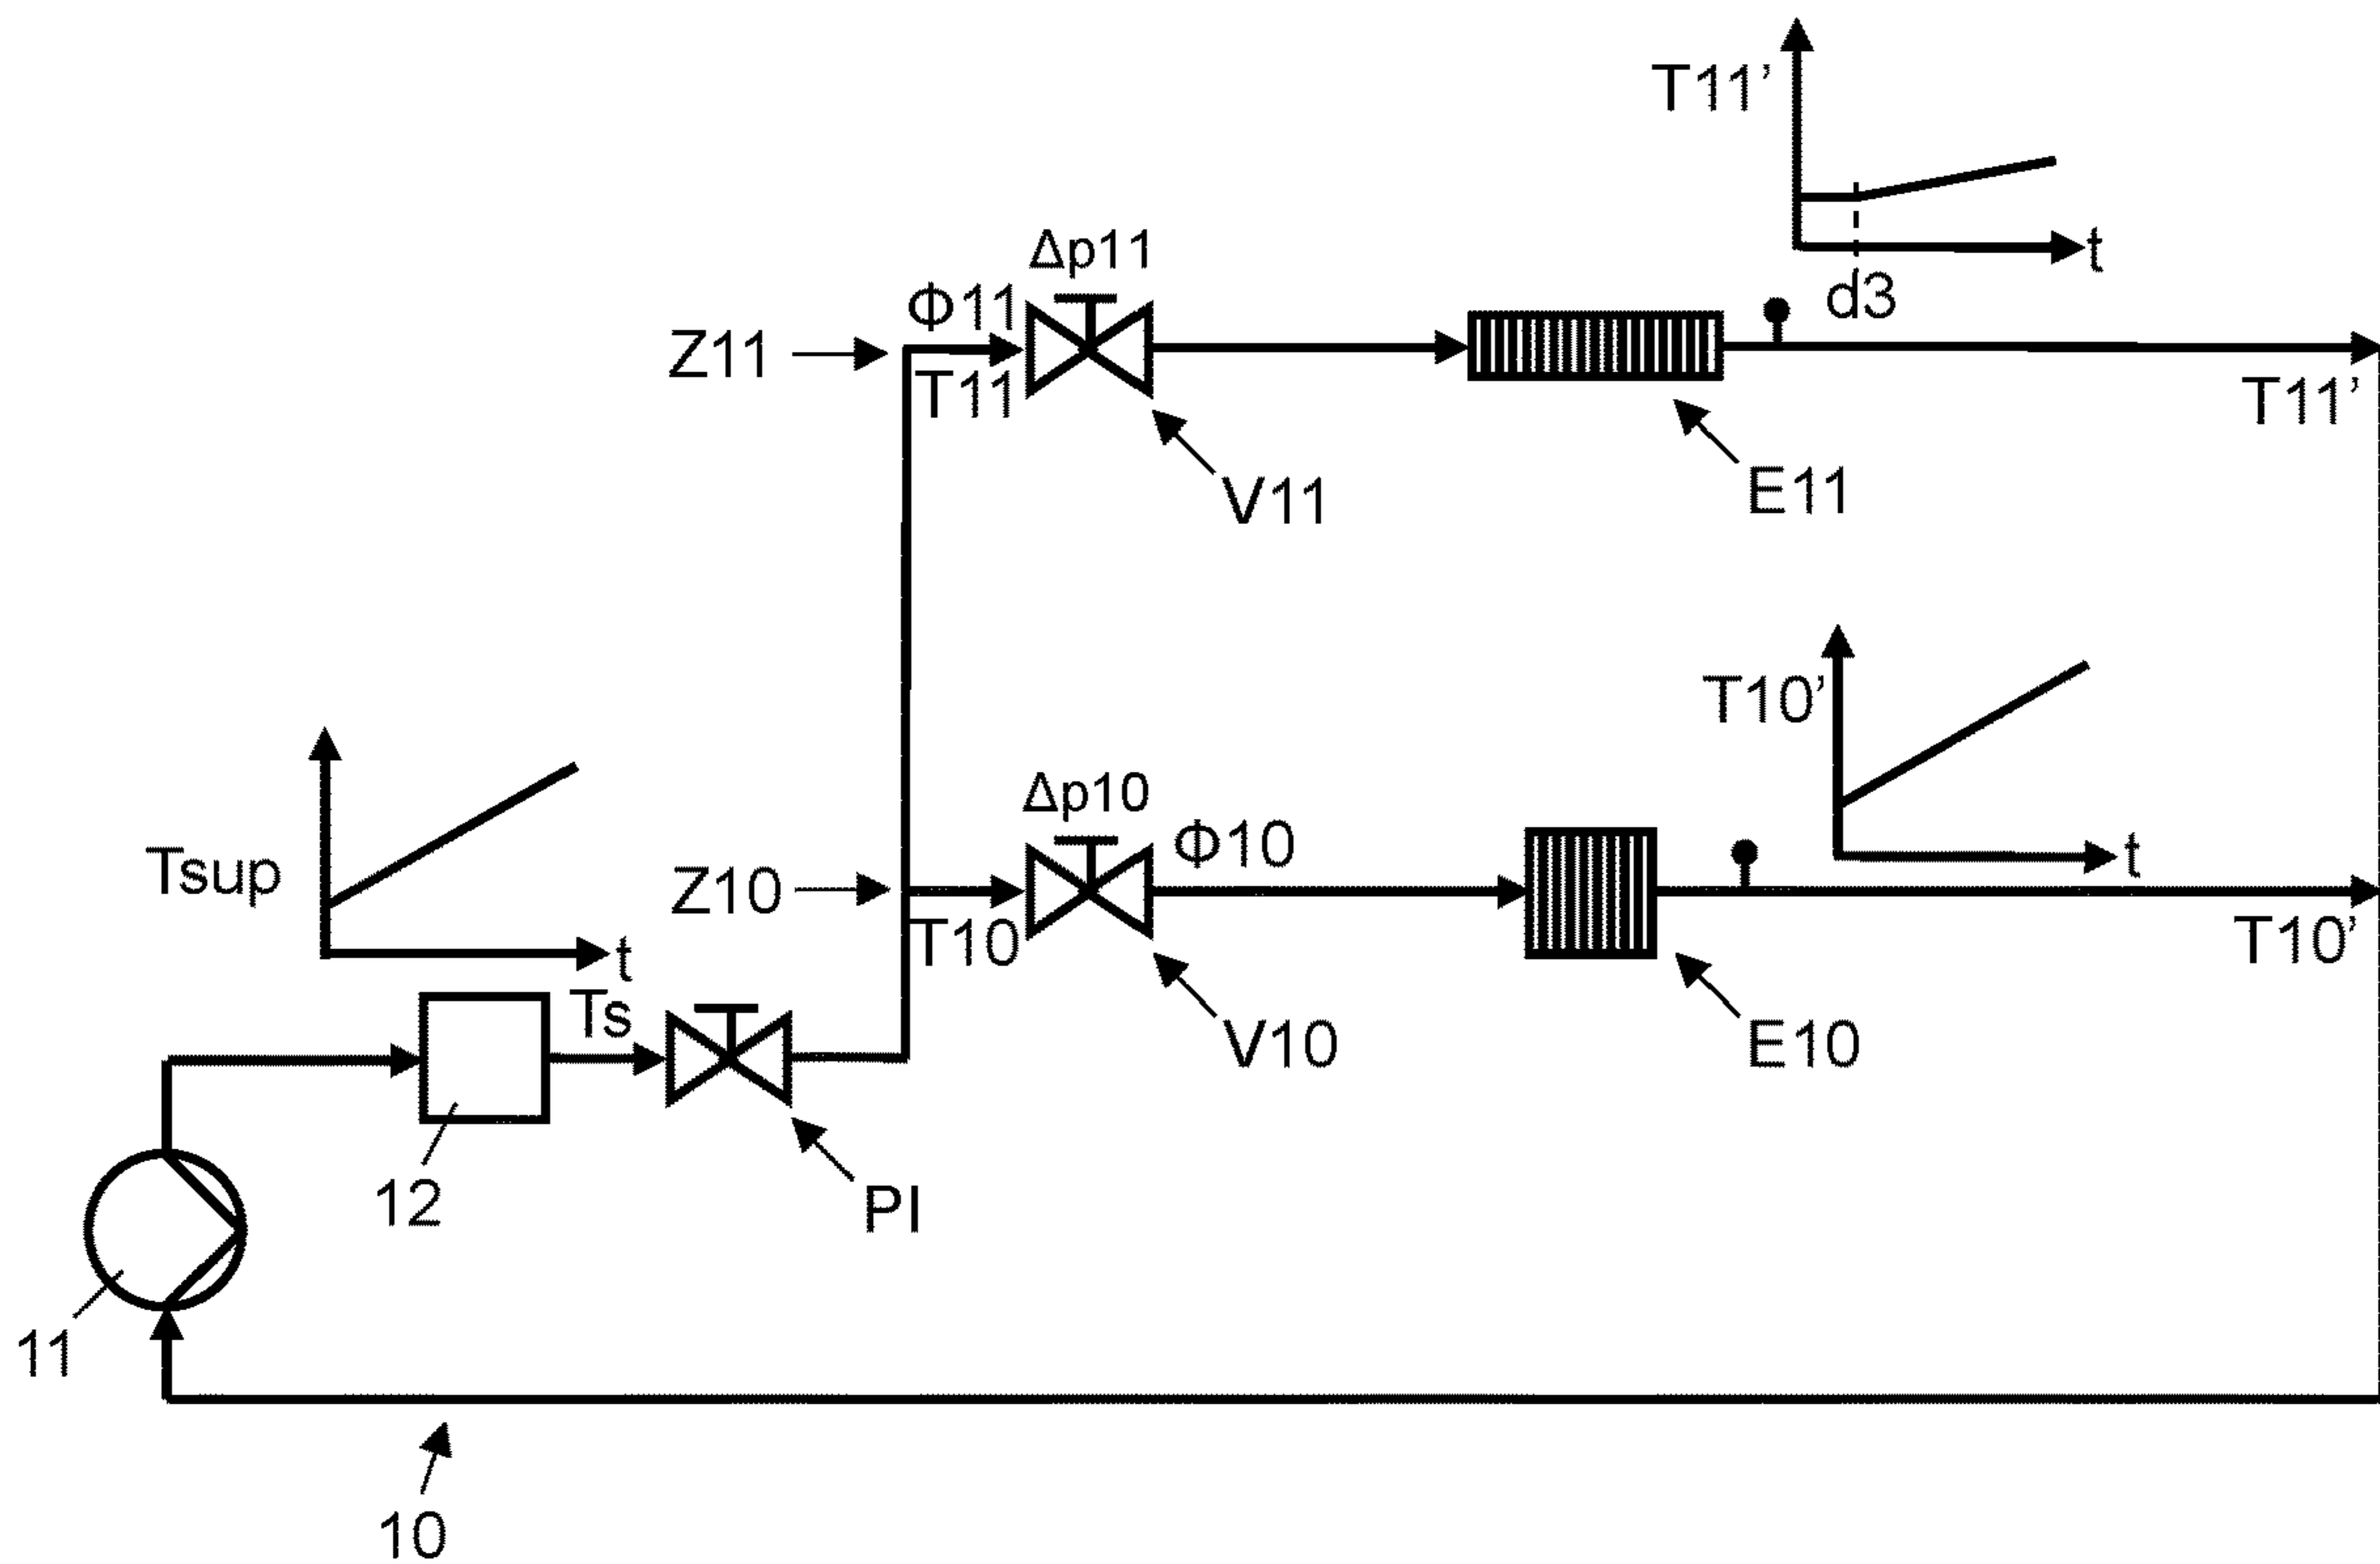 T11’
t
d3
Δp11
Φ11
Z11
T11
T11’
V11
E11
T10’
t
Tsup
t
Δp10
Φ10
Z10
T10
T10’
V10
E10
Ts
12
PI
11
10